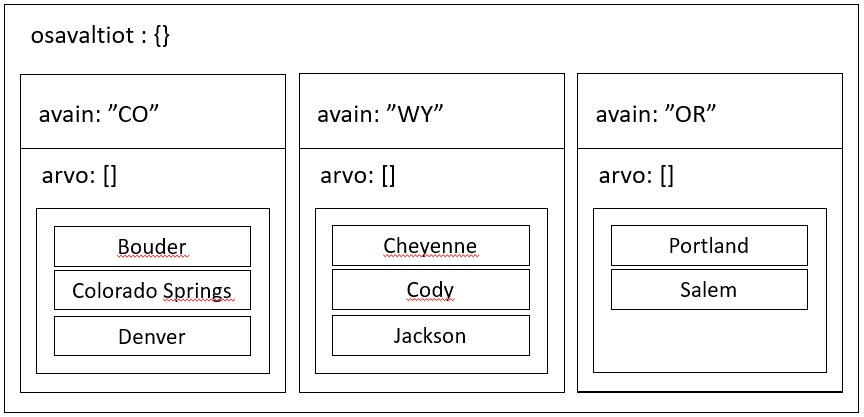 osavaltiot : {}
avain: ”CO”
arvo: []
Bouder
Colorado Springs
Denver
avain: ”WY”
arvo: []
Cheyenne
Cody
Jackson
avain: ”OR”
arvo: []
Portland
Salem